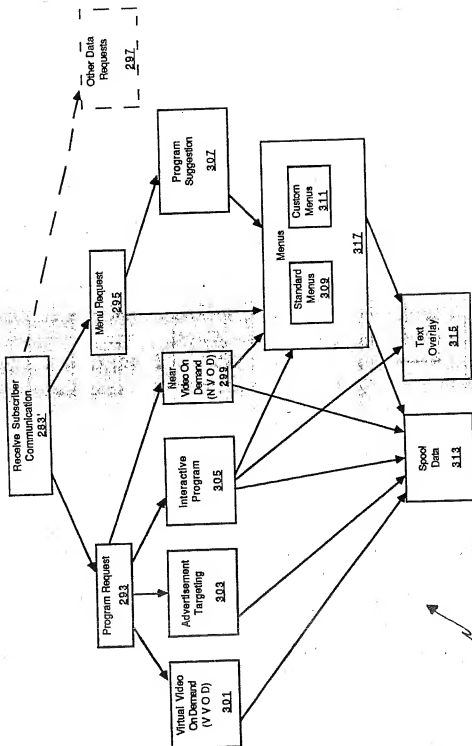 Receive Subscriber
Communication
283
Other Data
Requests
297
Program Request
293
Menu Request
295
Virtual Video
On Demand
(V V O D)
301
Advertisement
Targeting
303
Interactive
Program
305
Near
Video On
Demand
(N V O D)
299
Program
Suggestion
307
Menus
Standard
Menus
309
Custom
Menus
311
317
Spool
Data
313
Text
Overlay
315